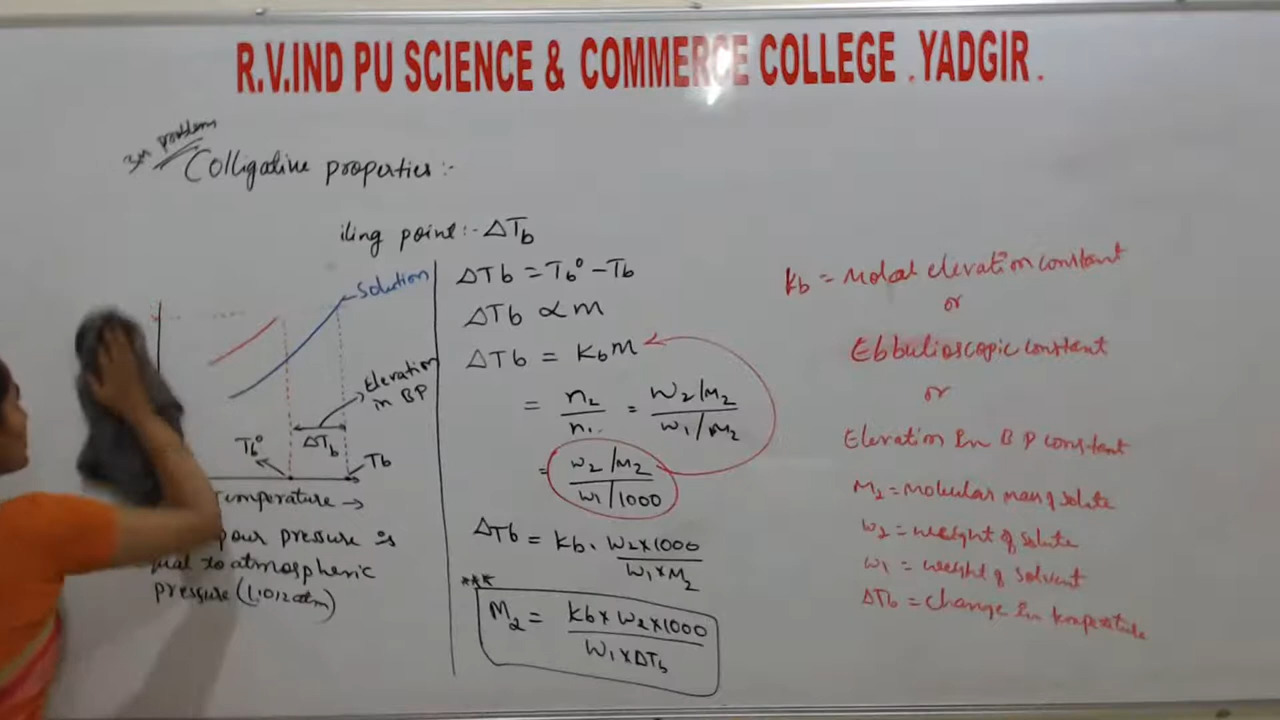 R.V.IND PU SCIENCE & COMMERCE COLLEGE . YADGIR .
3m problem
Colligative properties :-
iling point :- ΔTb
Solution
Elevation
in BP
Tb°
ΔTb
Tb
Temperature →
pour pressure is
ual to atmospheric
pressure (1.012 atm)
ΔTb = Tb° - Tb
ΔTb ∝ m
ΔTb = Kbm
= n2/n1 = W2/M2 / W1/M2
= W2/M2 / W1/1000
ΔTb = Kb . W2×1000 / W1×M2
***
M2 = Kb × W2×1000 / W1×ΔTb
Kb = Molal elevation constant
or
Ebbulioscopic constant
or
Elevation In B P constant
M2 = molecular mass of solute
W2 = weight of solute
W1 = weight of solvent
ΔTb = Change In temperature